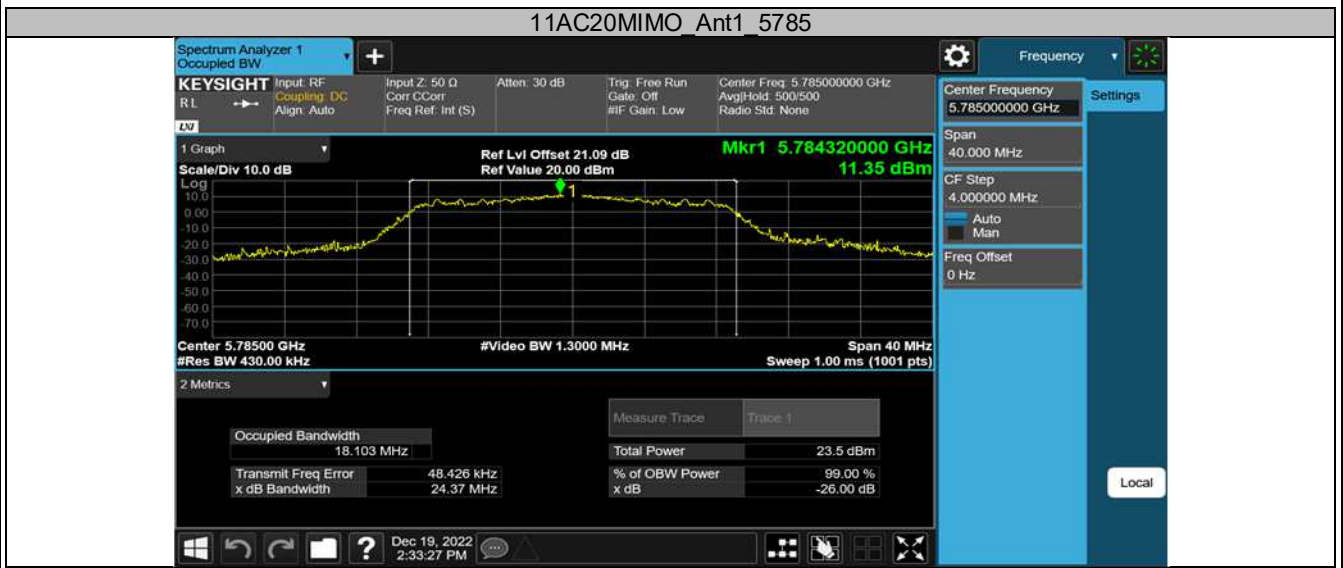 11AC20MIMO_Ant1_5785
Spectrum Analyzer 1
Occupied BW
+
Frequency
KEYSIGHT
RL
LXI
Input: RF
Coupling: DC
Align: Auto
Input Z: 50 Ω
Corr CCorr
Freq Ref: Int (S)
Atten: 30 dB
Trig: Free Run
Gate: Off
#IF Gain: Low
Center Freq: 5.785000000 GHz
Avg|Hold: 500/500
Radio Std: None
Center Frequency
5.785000000 GHz
Settings
Span
40.000 MHz
CF Step
4.000000 MHz
Auto
Man
Freq Offset
0 Hz
Local
1 Graph
Scale/Div 10.0 dB
Ref Lvl Offset 21.09 dB
Ref Value 20.00 dBm
Mkr1 5.784320000 GHz
11.35 dBm
Log
10.0
0.00
-10.0
-20.0
-30.0
-40.0
-50.0
-60.0
-70.0
1
Center 5.78500 GHz
#Res BW 430.00 kHz
#Video BW 1.3000 MHz
Span 40 MHz
Sweep 1.00 ms (1001 pts)
2 Metrics
Measure Trace Trace 1
Occupied Bandwidth
18.103 MHz
Total Power 23.5 dBm
Transmit Freq Error 48.426 kHz
% of OBW Power 99.00 %
x dB Bandwidth 24.37 MHz
x dB -26.00 dB
?
Dec 19, 2022
2:33:27 PM